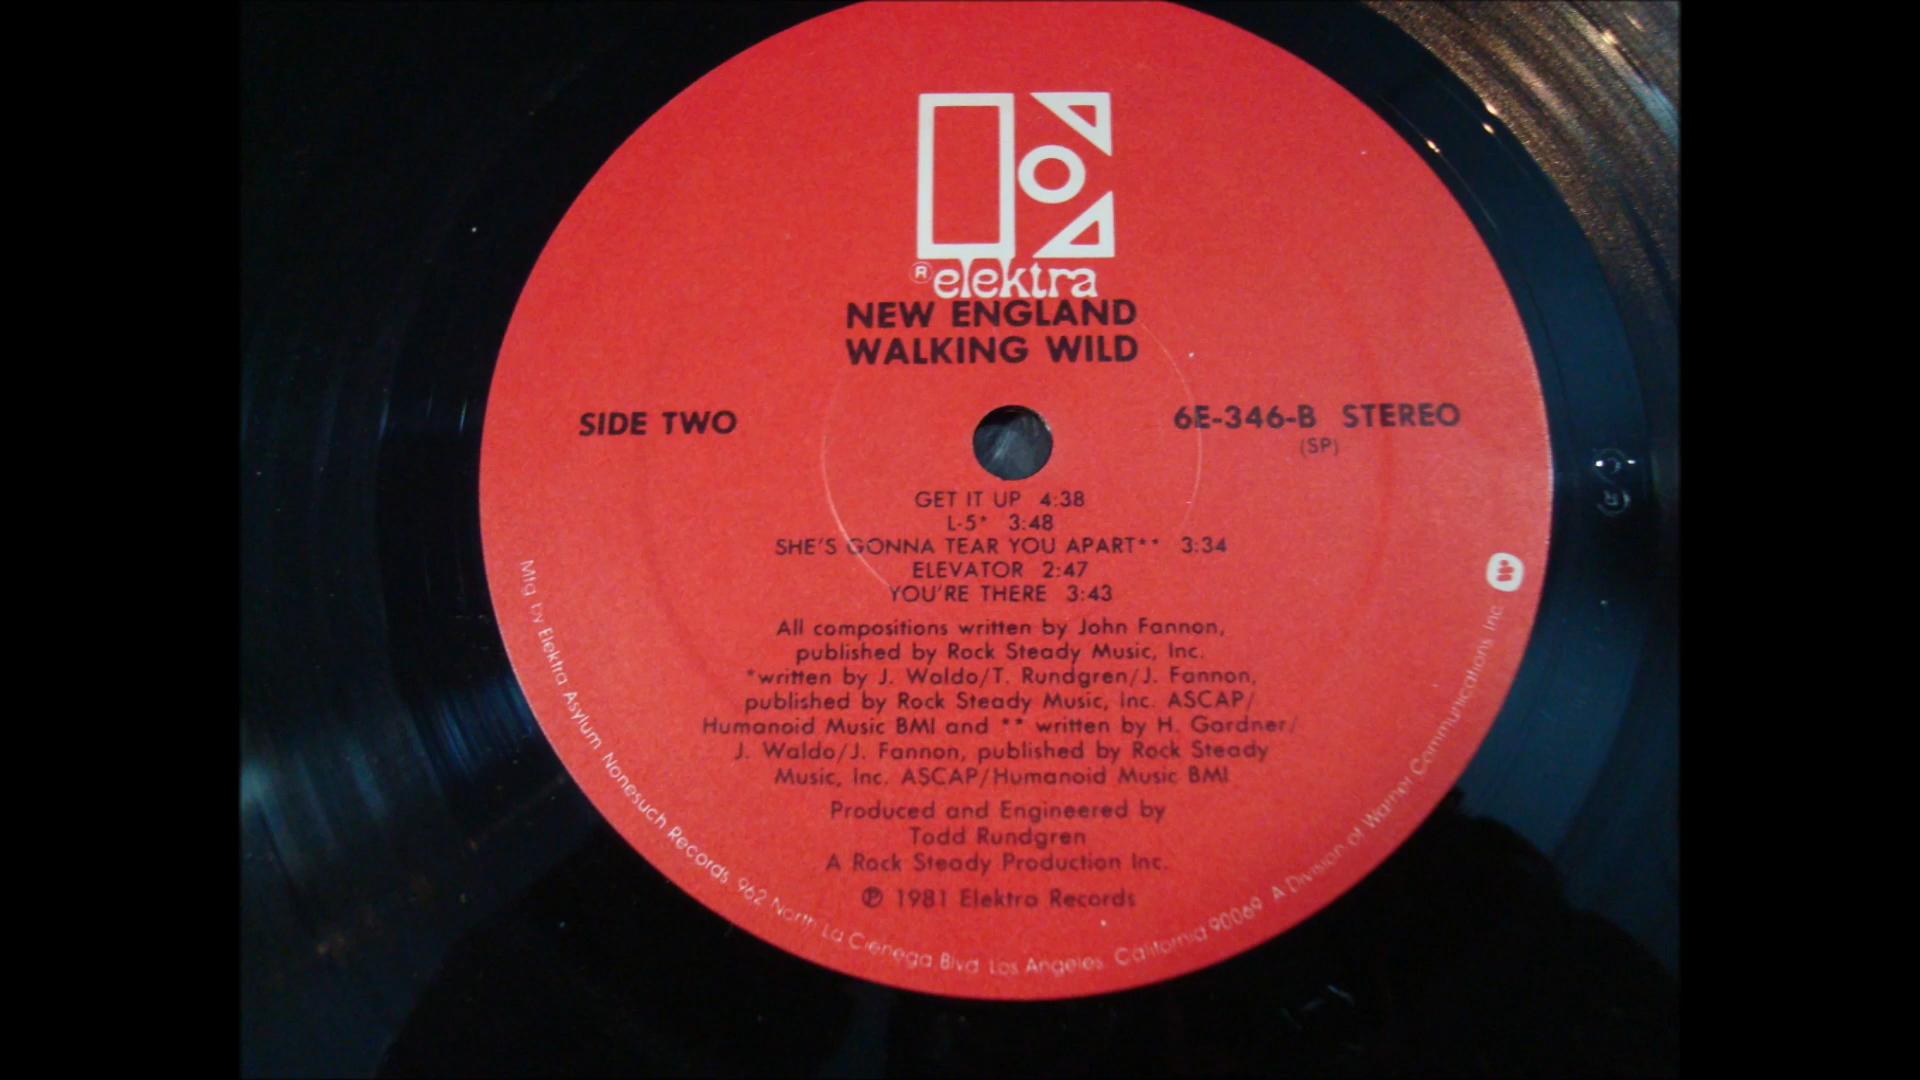 ® elektra
NEW ENGLAND
WALKING WILD
SIDE TWO
6E-346-B STEREO
(SP)
GET IT UP 4:38
L-5* 3:48
SHE'S GONNA TEAR YOU APART** 3:34
ELEVATOR 2:47
YOU'RE THERE 3:43
All compositions written by John Fannon,
published by Rock Steady Music, Inc.
*written by J. Waldo/T. Rundgren/J. Fannon,
published by Rock Steady Music, Inc. ASCAP/
Humanoid Music BMI and ** written by H. Gardner/
J. Waldo/J. Fannon, published by Rock Steady
Music, Inc. ASCAP/Humanoid Music BMI
Produced and Engineered by
Todd Rundgren
A Rock Steady Production Inc.
℗ 1981 Elektra Records
Mfg. by Elektra Asylum Nonesuch Records, 962 North La Cienega Blvd. Los Angeles, California 90069 A Division of Warner Communications Inc.